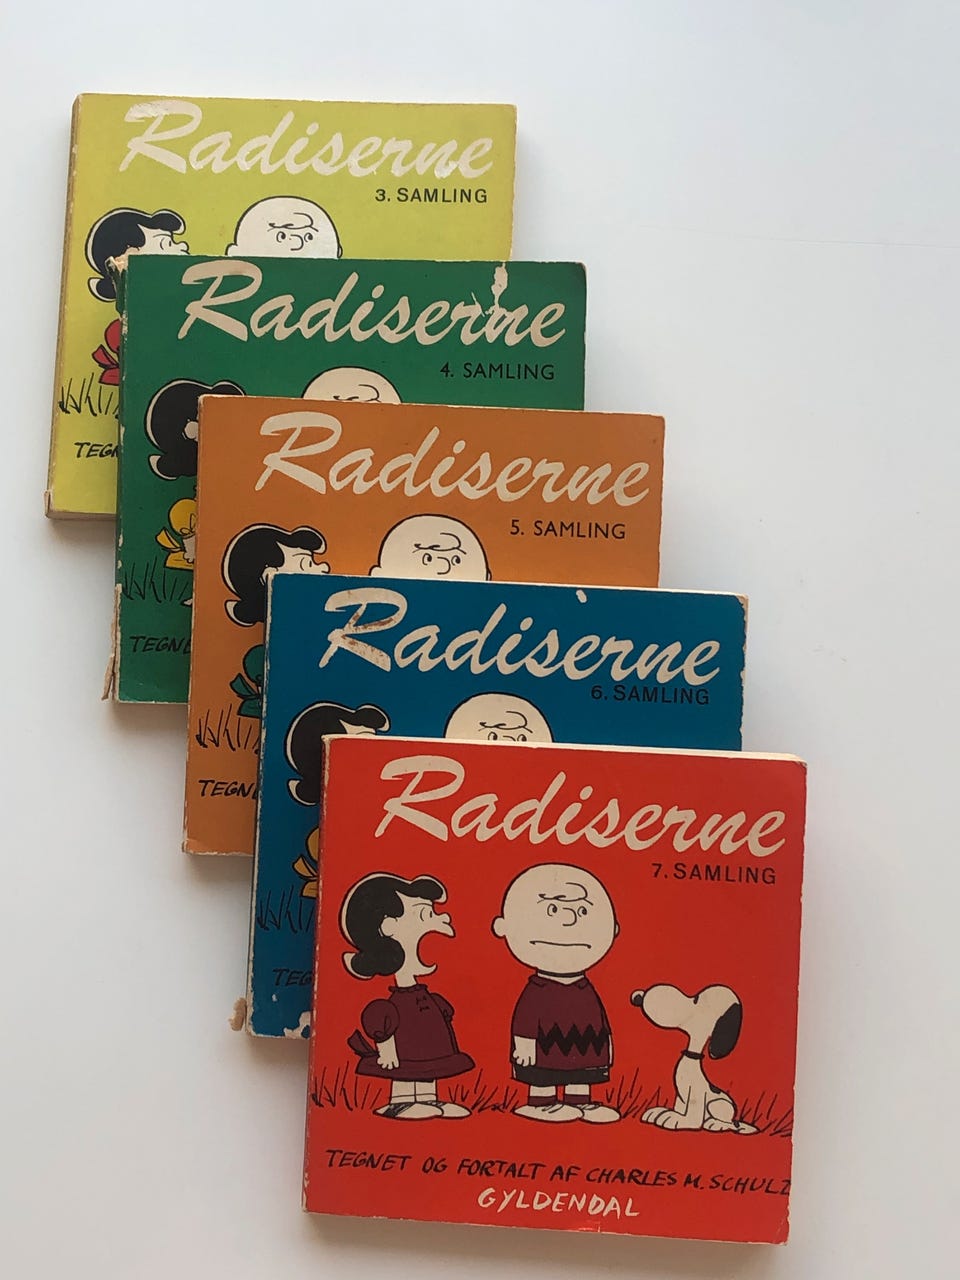 Radiserne
3. SAMLING
Radiserne
4. SAMLING
Radiserne
5. SAMLING
Radiserne
6. SAMLING
Radiserne
7. SAMLING
TEGNET OG FORTALT AF CHARLES M. SCHULZ
GYLDENDAL